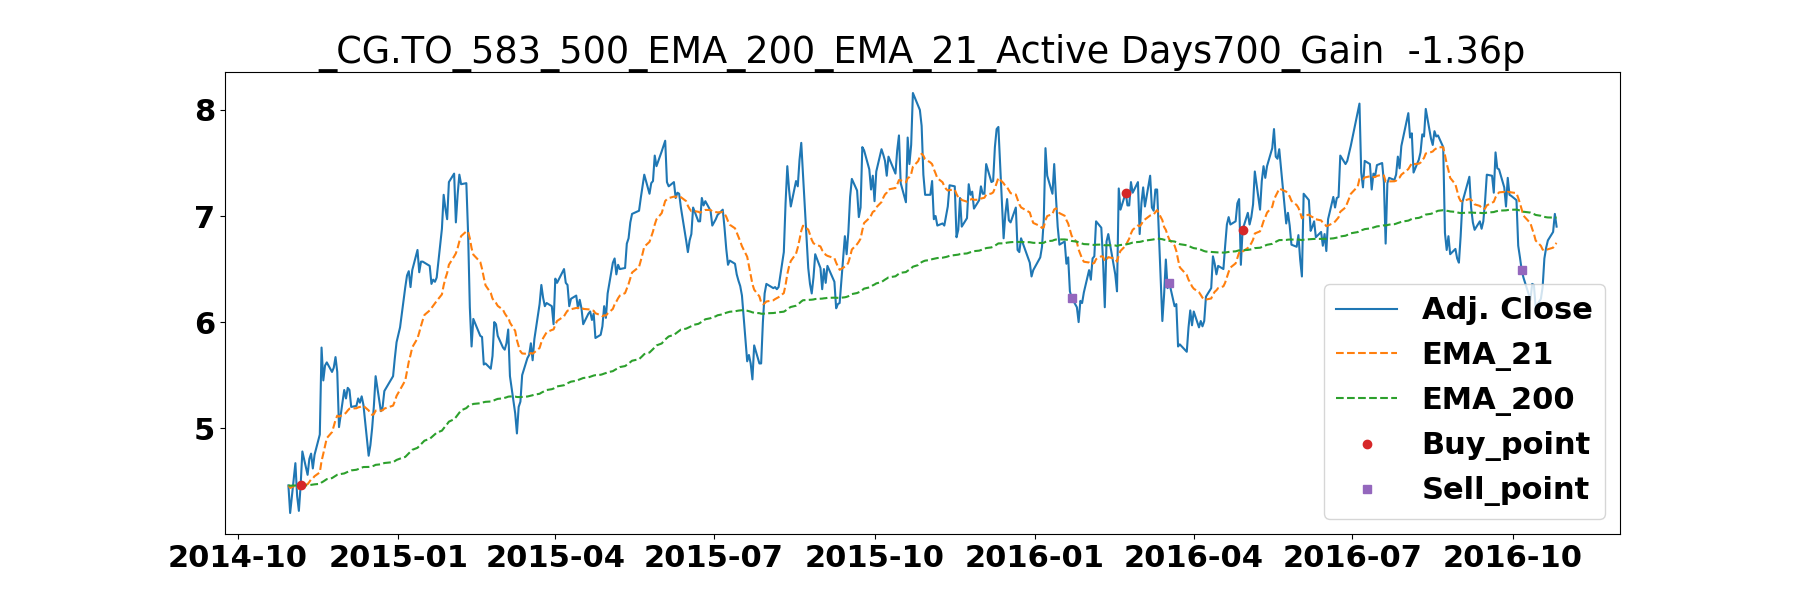 _CG.TO_583_500_EMA_200_EMA_21_Active Days700_Gain  -1.36p
8
7
6
5
2014-10 2015-01 2015-04 2015-07 2015-10 2016-01 2016-04 2016-07 2016-10
Adj. Close
EMA_21
EMA_200
Buy_point
Sell_point